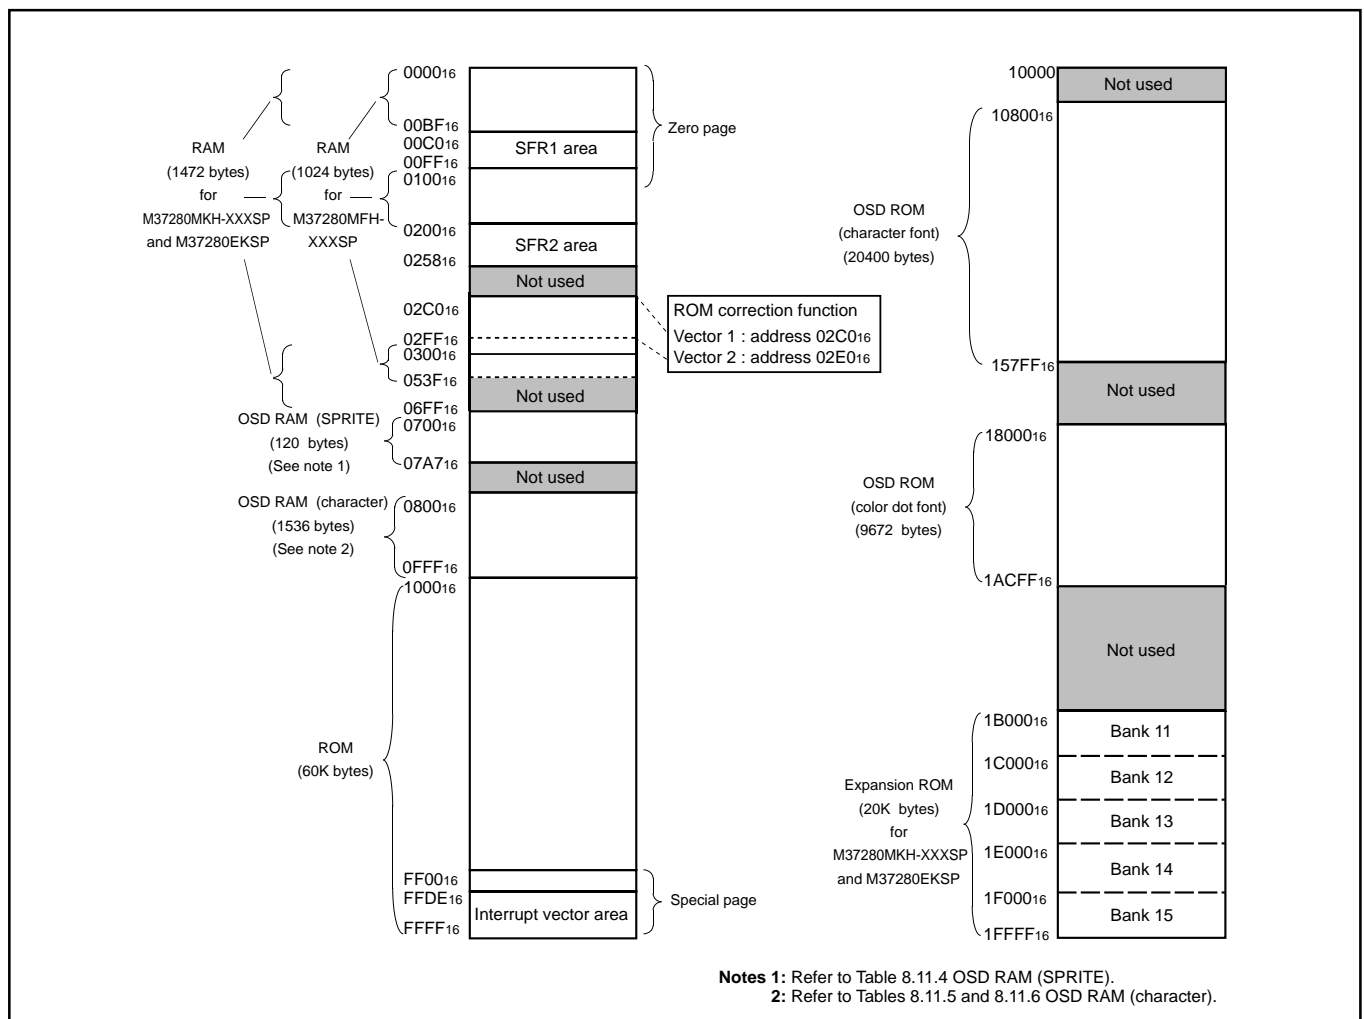 RAM
(1472 bytes)
for
M37280MKH-XXXSP
and M37280EKSP
RAM
(1024 bytes)
for
M37280MFH-
XXXSP
OSD RAM (SPRITE)
(120 bytes)
(See note 1)
OSD RAM (character)
(1536 bytes)
(See note 2)
ROM
(60K bytes)
0000₁₆
00BF₁₆
00C0₁₆
00FF₁₆
0100₁₆
0200₁₆
0258₁₆
02C0₁₆
02FF₁₆
0300₁₆
053F₁₆
06FF₁₆
0700₁₆
07A7₁₆
0800₁₆
0FFF₁₆
1000₁₆
FF00₁₆
FFDE₁₆
FFFF₁₆
SFR1 area
SFR2 area
Not used
Not used
Not used
Interrupt vector area
Zero page
ROM correction function
Vector 1 : address 02C0₁₆
Vector 2 : address 02E0₁₆
Special page
OSD ROM
(character font)
(20400 bytes)
OSD ROM
(color dot font)
(9672 bytes)
Expansion ROM
(20K bytes)
for
M37280MKH-XXXSP
and M37280EKSP
10000
10800₁₆
157FF₁₆
18000₁₆
1ACFF₁₆
1B000₁₆
1C000₁₆
1D000₁₆
1E000₁₆
1F000₁₆
1FFFF₁₆
Not used
Not used
Not used
Bank 11
Bank 12
Bank 13
Bank 14
Bank 15
Notes 1: Refer to Table 8.11.4 OSD RAM (SPRITE).
2: Refer to Tables 8.11.5 and 8.11.6 OSD RAM (character).